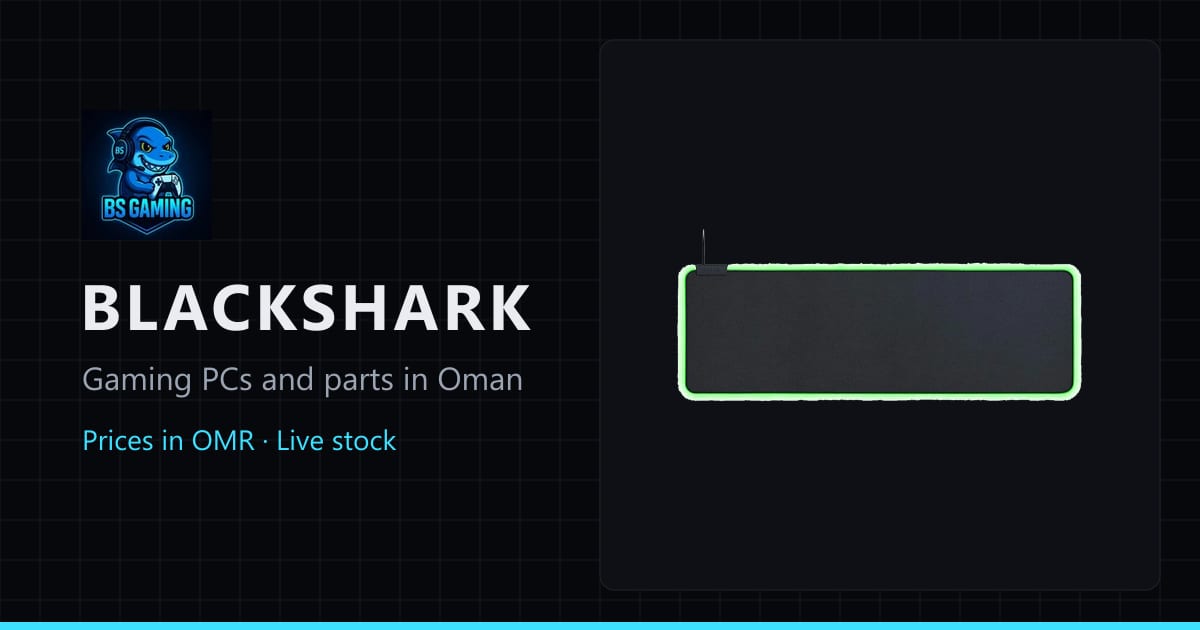 BS
BS GAMING
BLACKSHARK
Gaming PCs and parts in Oman
Prices in OMR · Live stock